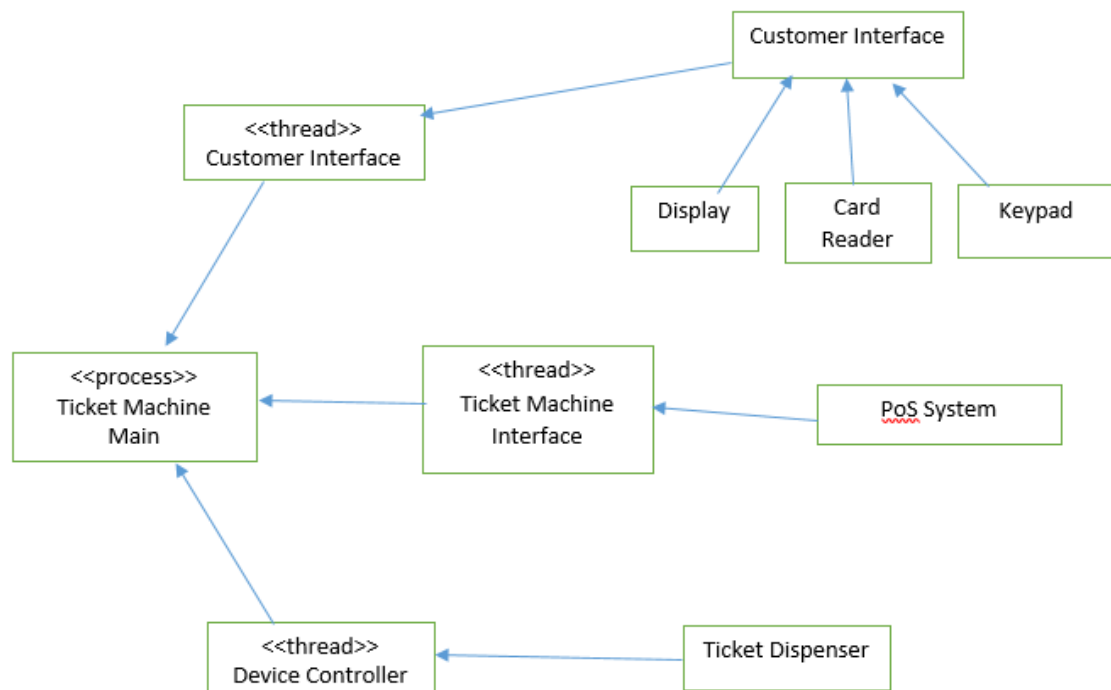 Customer Interface
<<thread>>
Customer Interface
Display
Card
Reader
Keypad
<<process>>
Ticket Machine
Main
<<thread>>
Ticket Machine
Interface
PoS System
<<thread>>
Device Controller
Ticket Dispenser